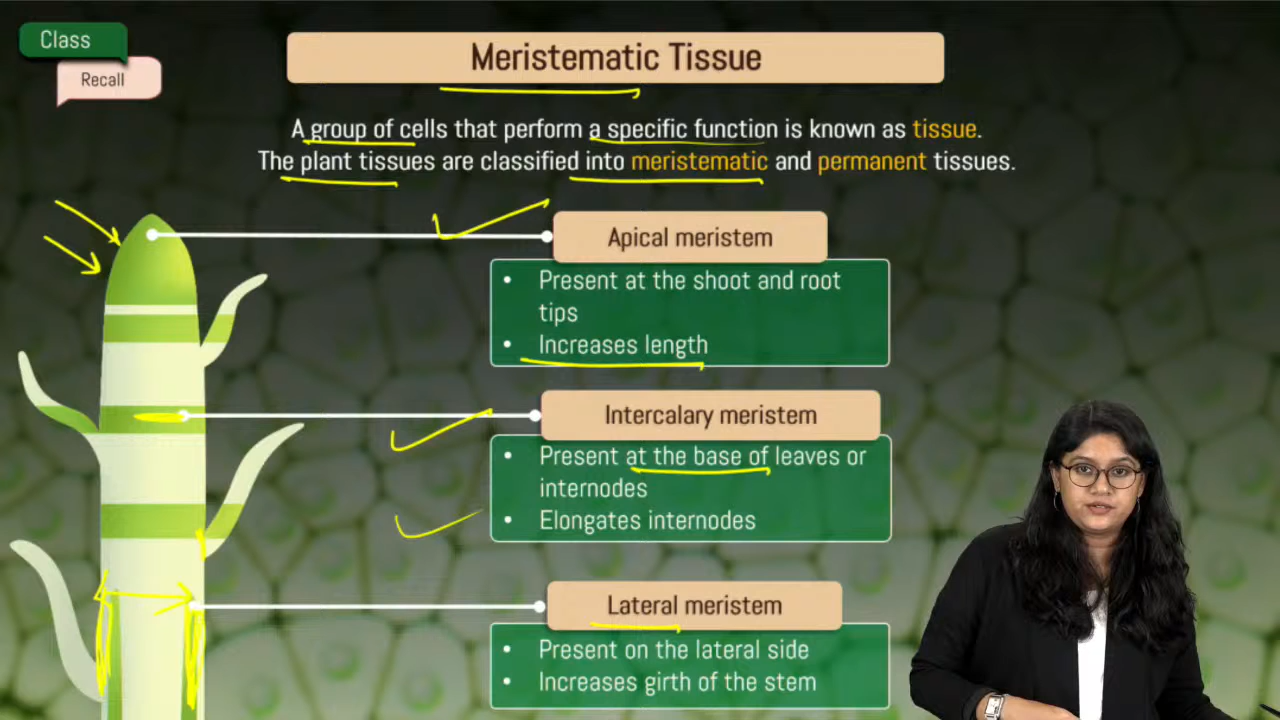 Class
Recall
Meristematic Tissue
A group of cells that perform a specific function is known as tissue.
The plant tissues are classified into meristematic and permanent tissues.
Apical meristem
• Present at the shoot and root
tips
• Increases length
Intercalary meristem
• Present at the base of leaves or
internodes
• Elongates internodes
Lateral meristem
• Present on the lateral side
• Increases girth of the stem